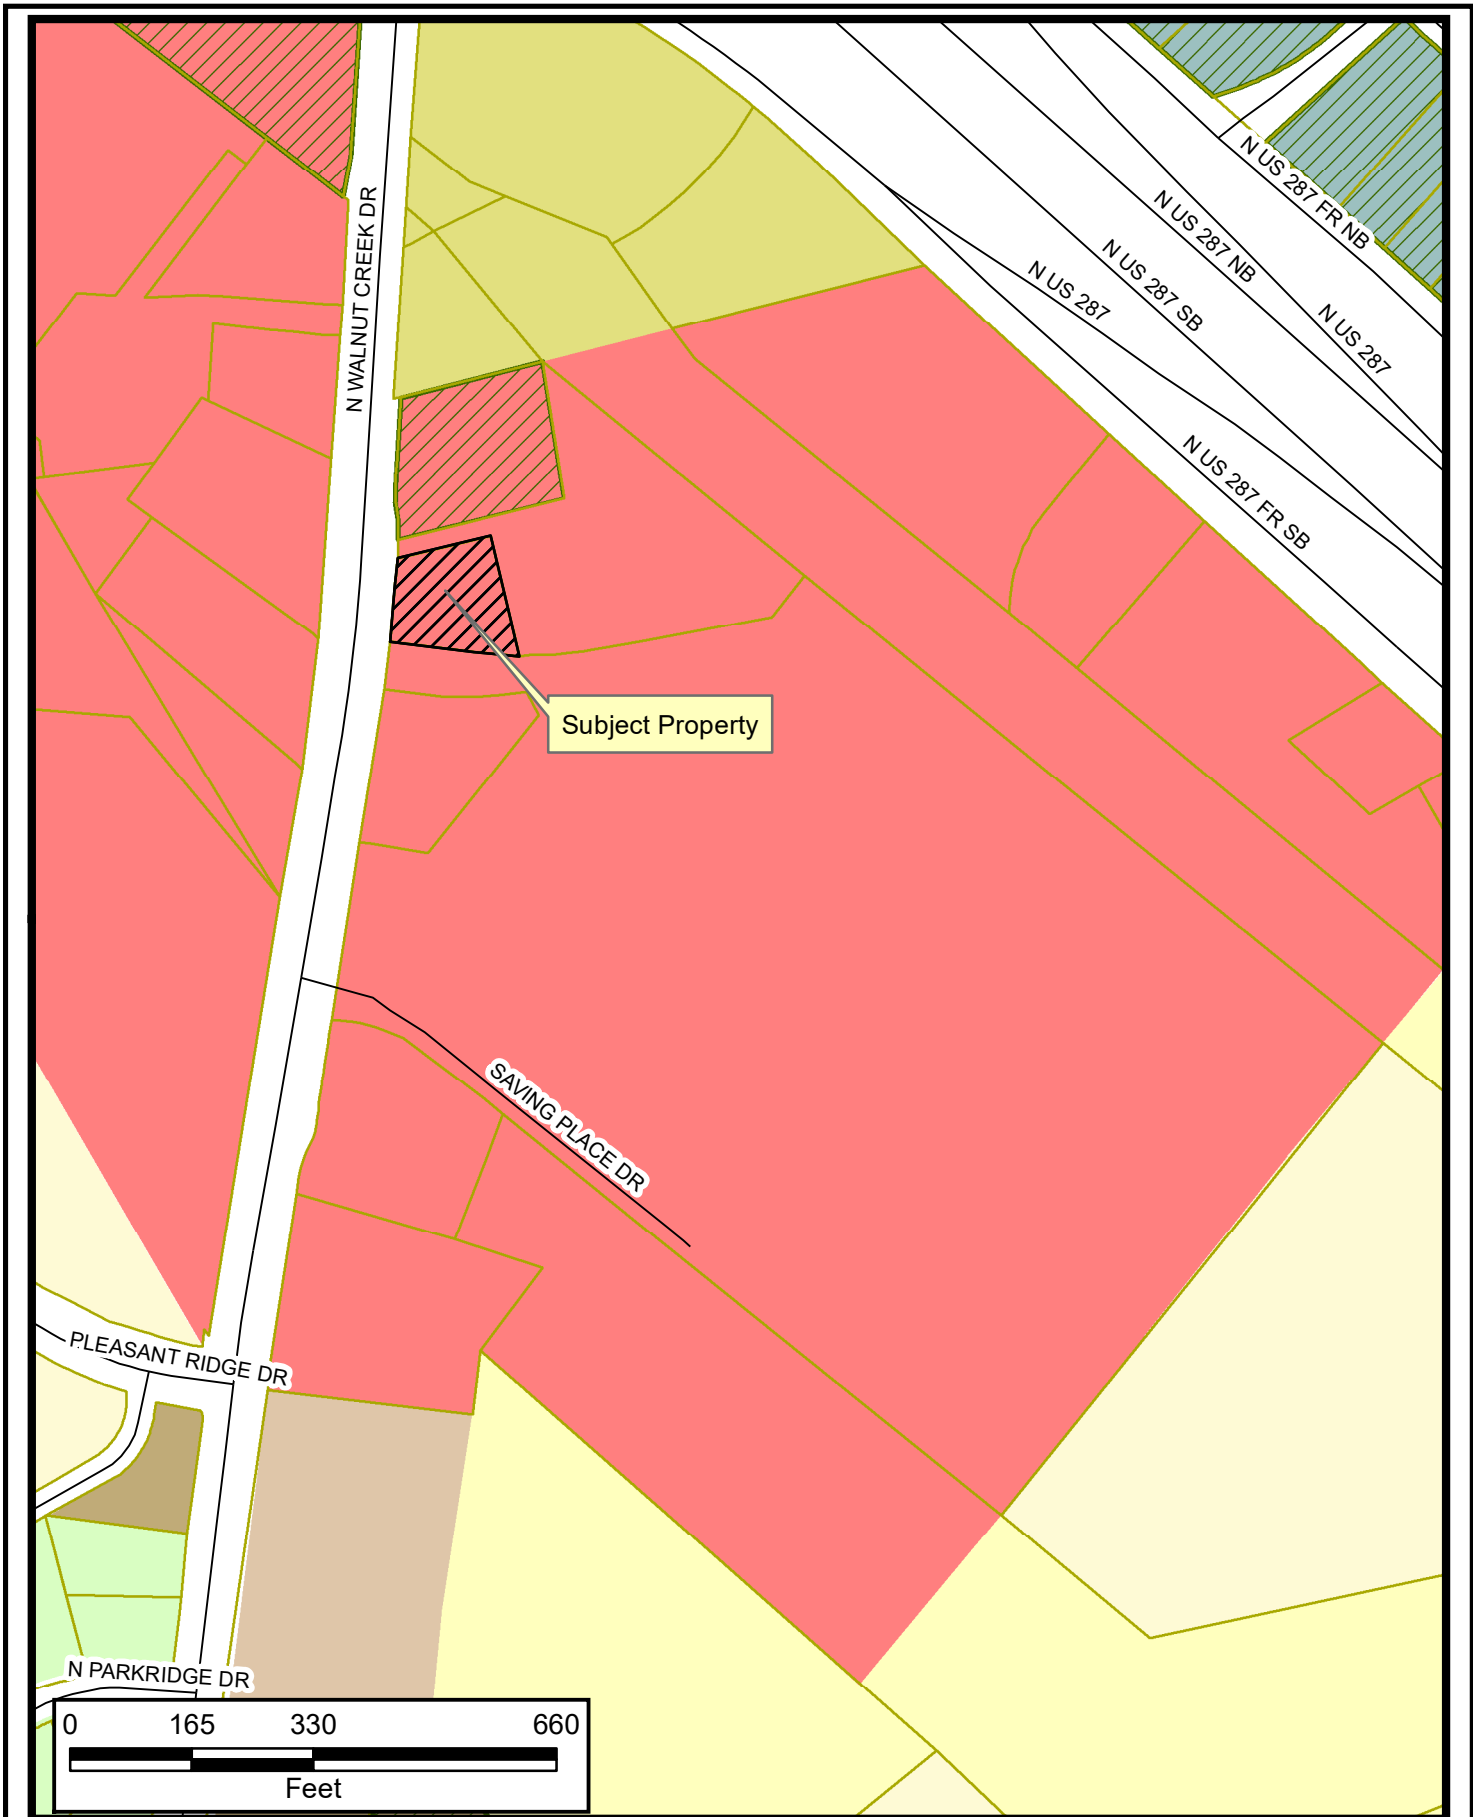 N WALNUT CREEK DR
N US 287 FR NB
N US 287 NB
N US 287 SB
N US 287
N US 287
N US 287 FR SB
Subject Property
SAVING PLACE DR
PLEASANT RIDGE DR
N PARKRIDGE DR
0 165 330 660
Feet